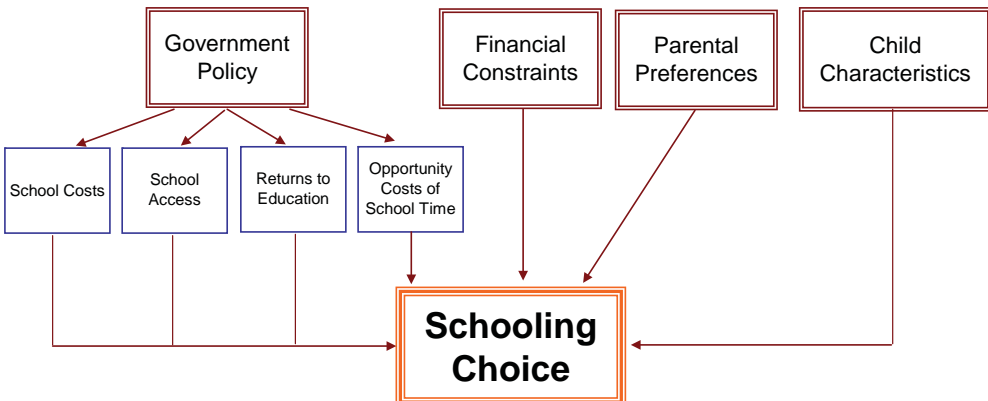 Government
Policy
Financial
Constraints
Parental
Preferences
Child
Characteristics
School Costs
School
Access
Returns to
Education
Opportunity
Costs of
School Time
Schooling
Choice